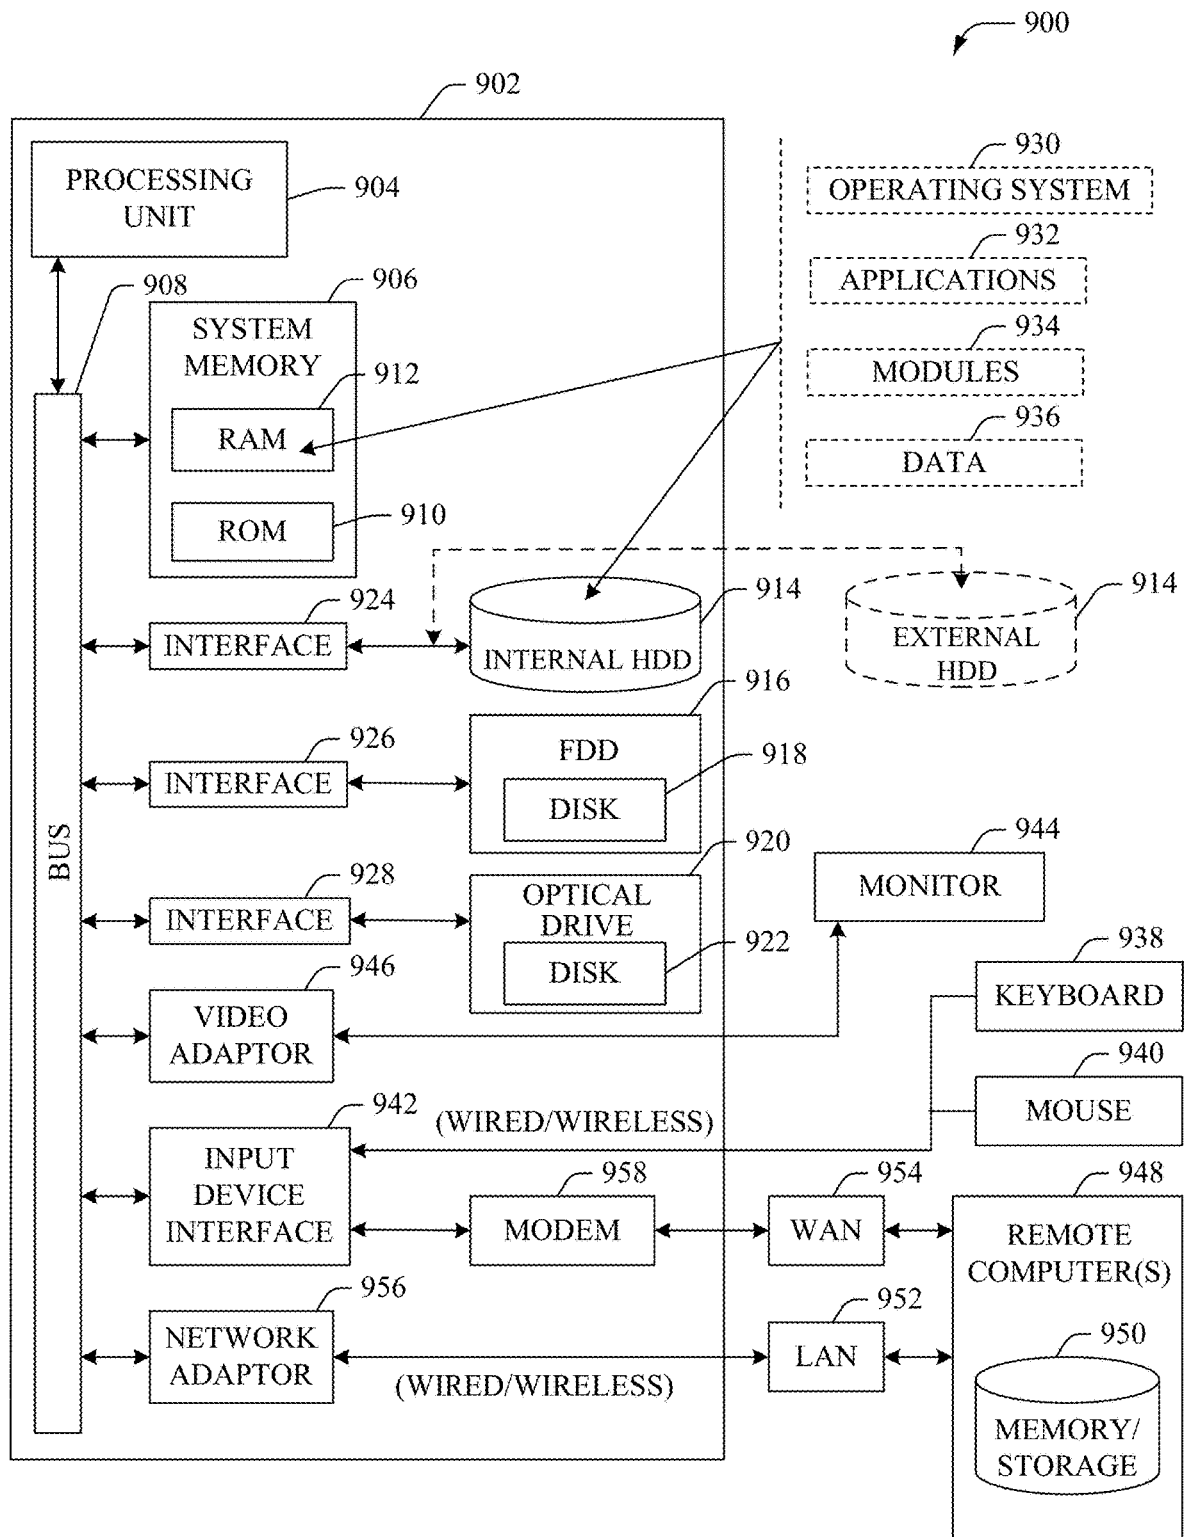 900
902
PROCESSING
UNIT
904
930
OPERATING SYSTEM
932
APPLICATIONS
934
MODULES
936
DATA
908
906
SYSTEM
MEMORY
912
RAM
910
ROM
924
INTERFACE
914
INTERNAL HDD
914
EXTERNAL
HDD
916
FDD
926
INTERFACE
918
DISK
920
OPTICAL
DRIVE
928
INTERFACE
922
DISK
944
MONITOR
BUS
946
VIDEO
ADAPTOR
938
KEYBOARD
940
MOUSE
942
(WIRED/WIRELESS)
INPUT
DEVICE
INTERFACE
958
MODEM
954
WAN
948
REMOTE
COMPUTER(S)
956
NETWORK
ADAPTOR
(WIRED/WIRELESS)
952
LAN
950
MEMORY/
STORAGE